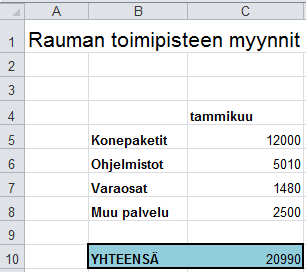 A B C
1 Rauman toimipisteen myynnit
2
3
4 tammikuu
5 Konepaketit 12000
6 Ohjelmistot 5010
7 Varaosat 1480
8 Muu palvelu 2500
9
10 YHTEENSÄ 20990